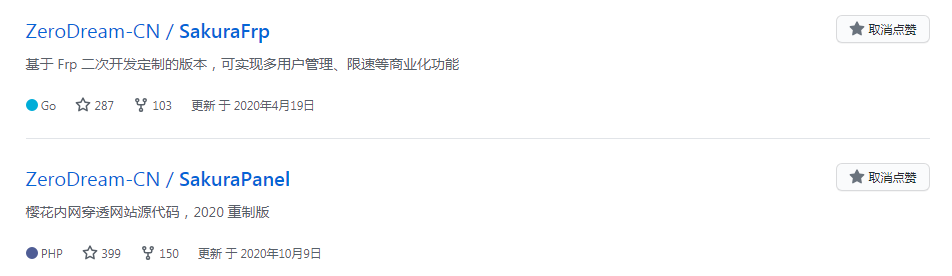 ZeroDream-CN / SakuraFrp 取消点赞
基于 Frp 二次开发定制的版本，可实现多用户管理、限速等商业化功能
Go 287 103 更新 于 2020年4月19日
ZeroDream-CN / SakuraPanel 取消点赞
樱花内网穿透网站源代码，2020 重制版
PHP 399 150 更新 于 2020年10月9日